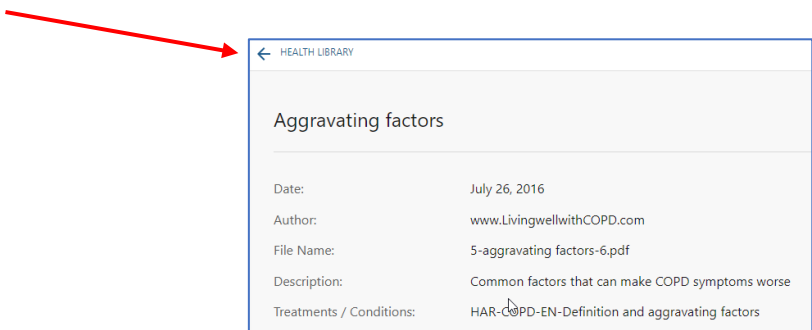 HEALTH LIBRARY
Aggravating factors
Date: July 26, 2016
Author: www.LivingwellwithCOPD.com
File Name: 5-aggravating factors-6.pdf
Description: Common factors that can make COPD symptoms worse
Treatments / Conditions: HAR-COPD-EN-Definition and aggravating factors